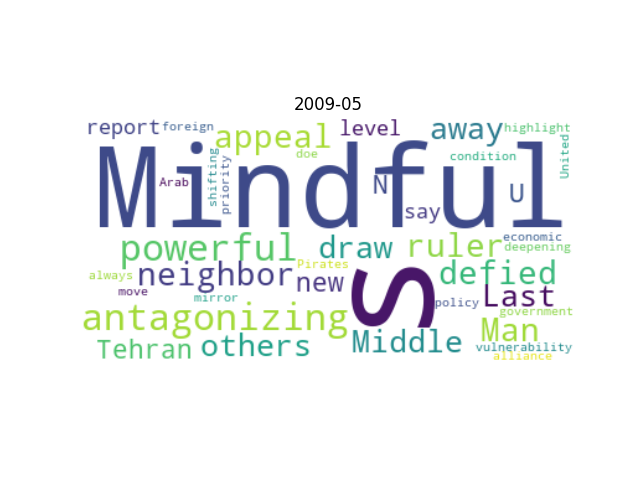 2009-05
report foreign appeal level away highlight
doe condition United
Mindful
Arab shifting priority N U say
powerful draw ruler economic deepening
always neighbor Pirates new S defied
move mirror policy Last government
antagonizing Man
Tehran others Middle vulnerability alliance